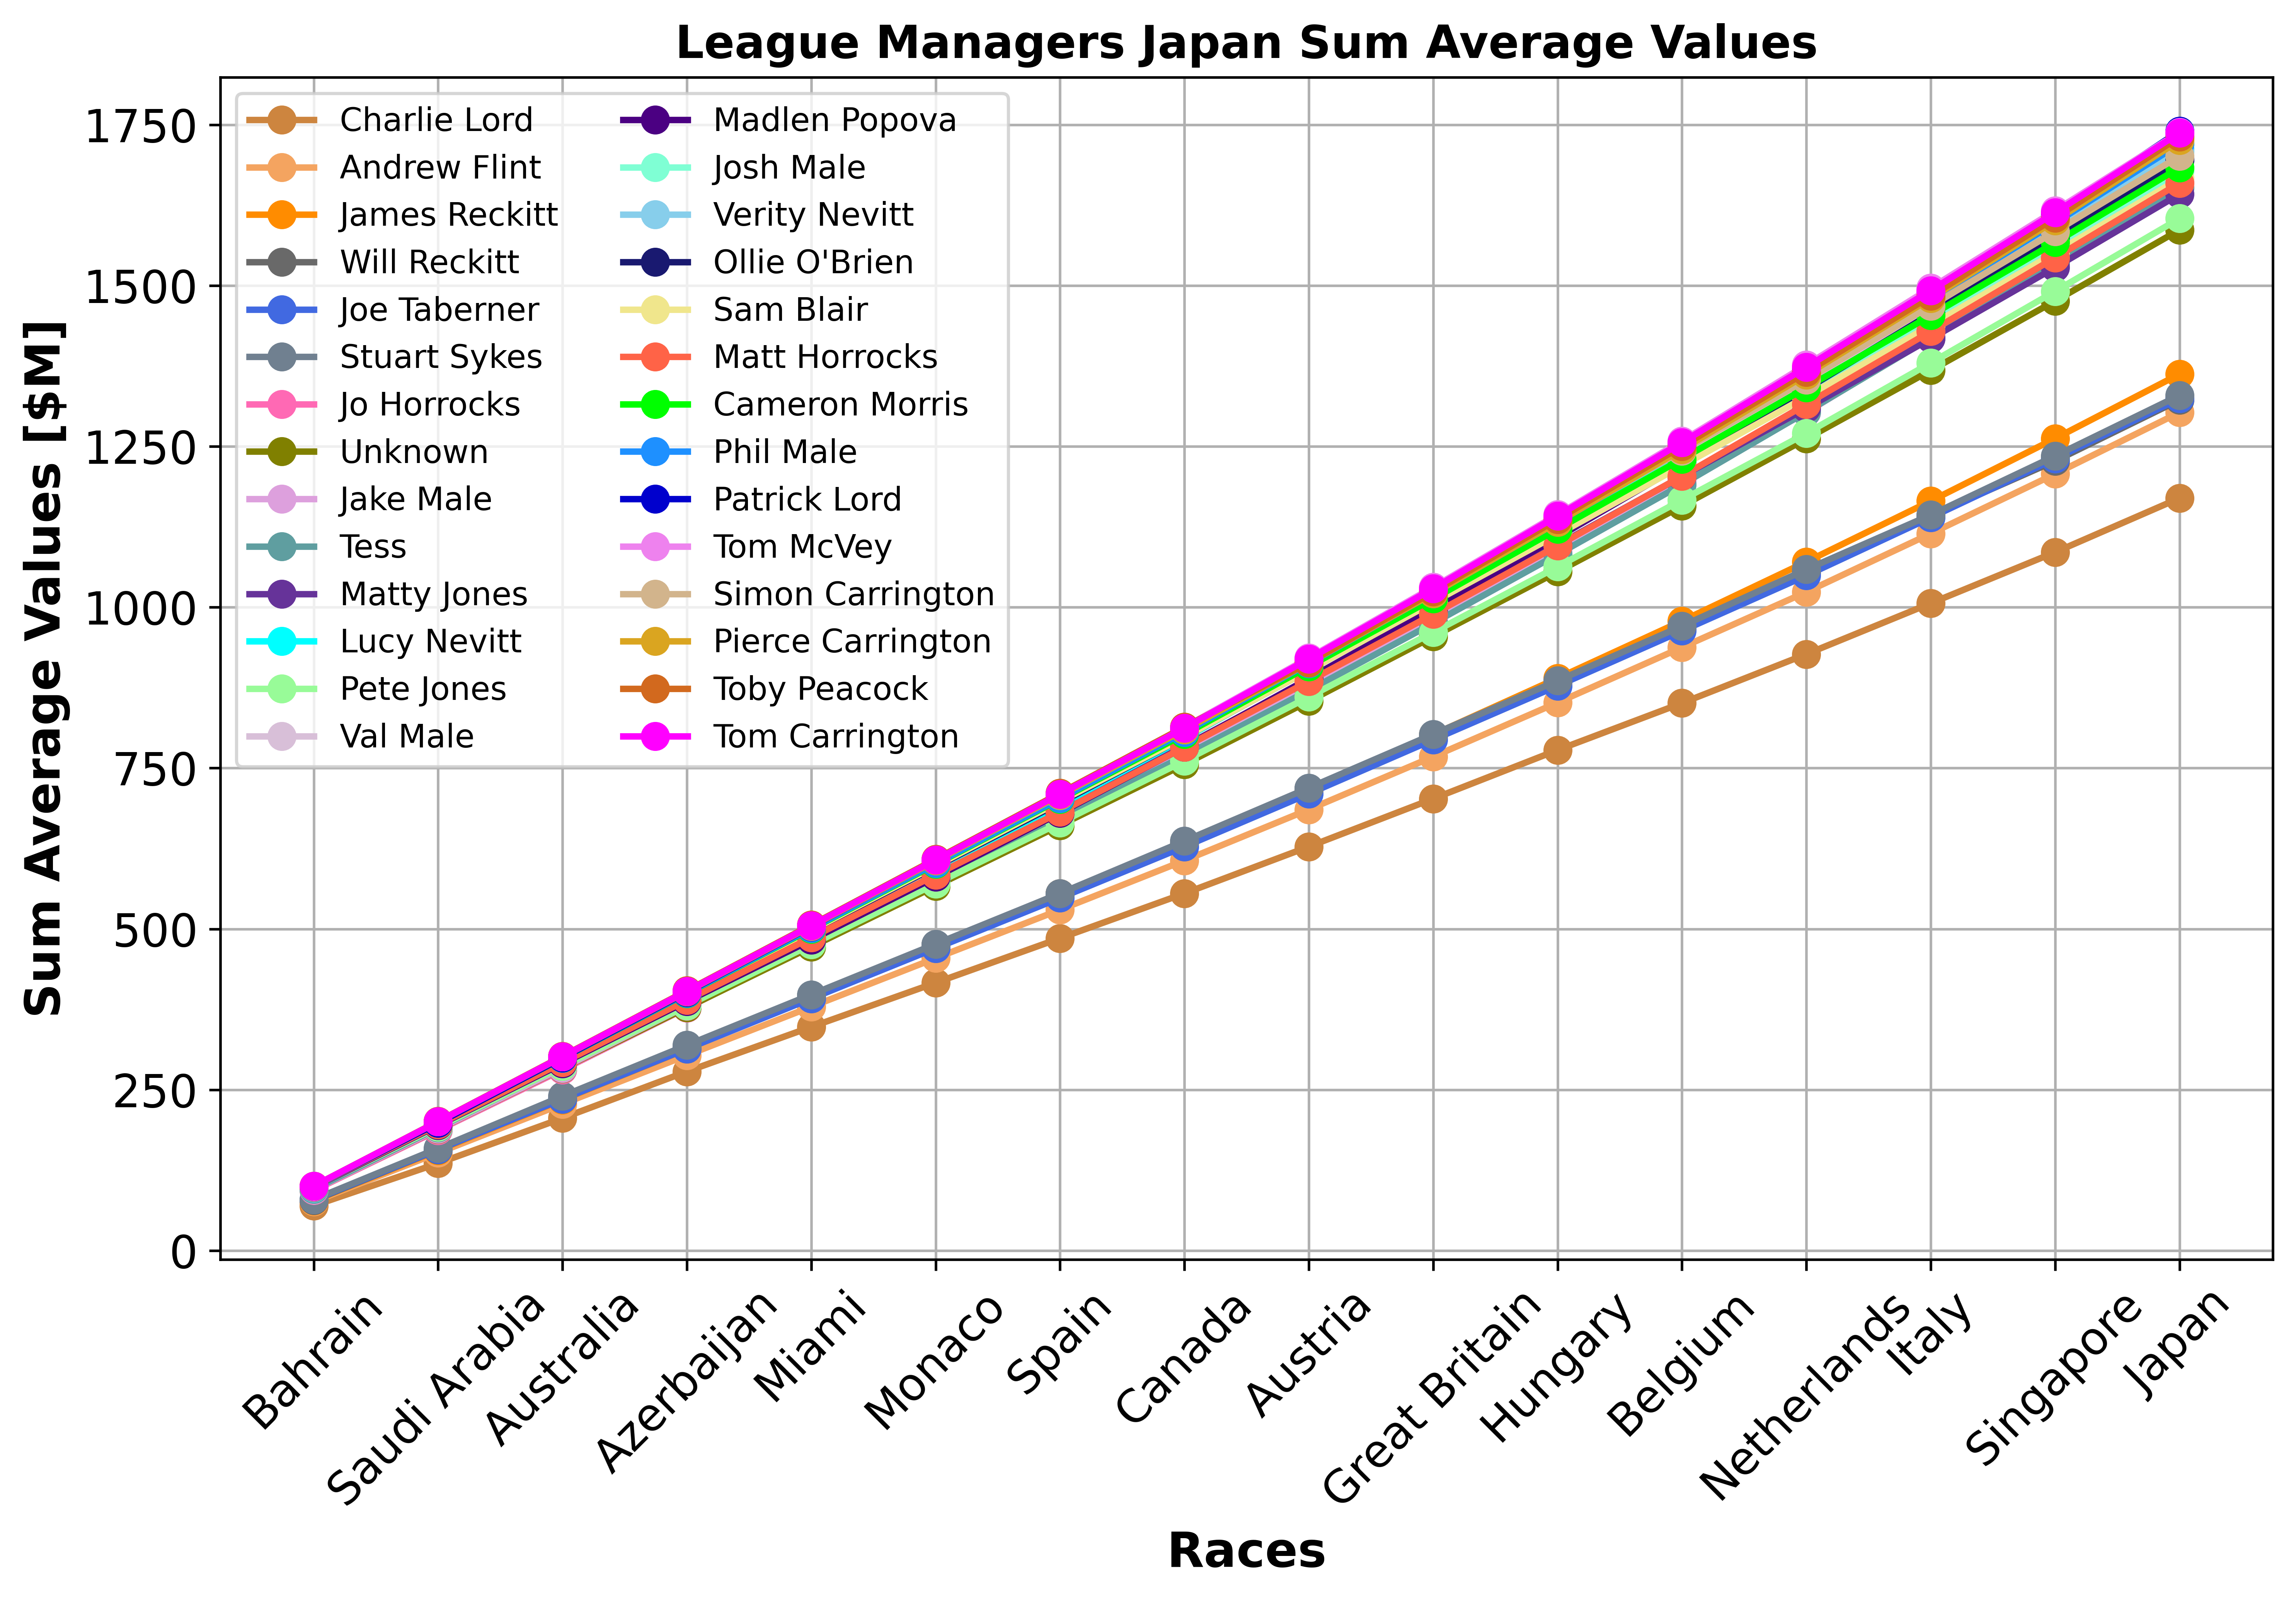 League Managers Japan Sum Average Values
Sum Average Values [$M]
1750
1500
1250
1000
750
500
250
0
Charlie Lord
Andrew Flint
James Reckitt
Will Reckitt
Joe Taberner
Stuart Sykes
Jo Horrocks
Unknown
Jake Male
Tess
Matty Jones
Lucy Nevitt
Pete Jones
Val Male
Madlen Popova
Josh Male
Verity Nevitt
Ollie O'Brien
Sam Blair
Matt Horrocks
Cameron Morris
Phil Male
Patrick Lord
Tom McVey
Simon Carrington
Pierce Carrington
Toby Peacock
Tom Carrington
Bahrain
Saudi Arabia
Australia
Azerbaijan
Miami
Monaco
Spain
Canada
Austria
Great Britain
Hungary
Belgium
Netherlands
Italy
Singapore
Japan
Races